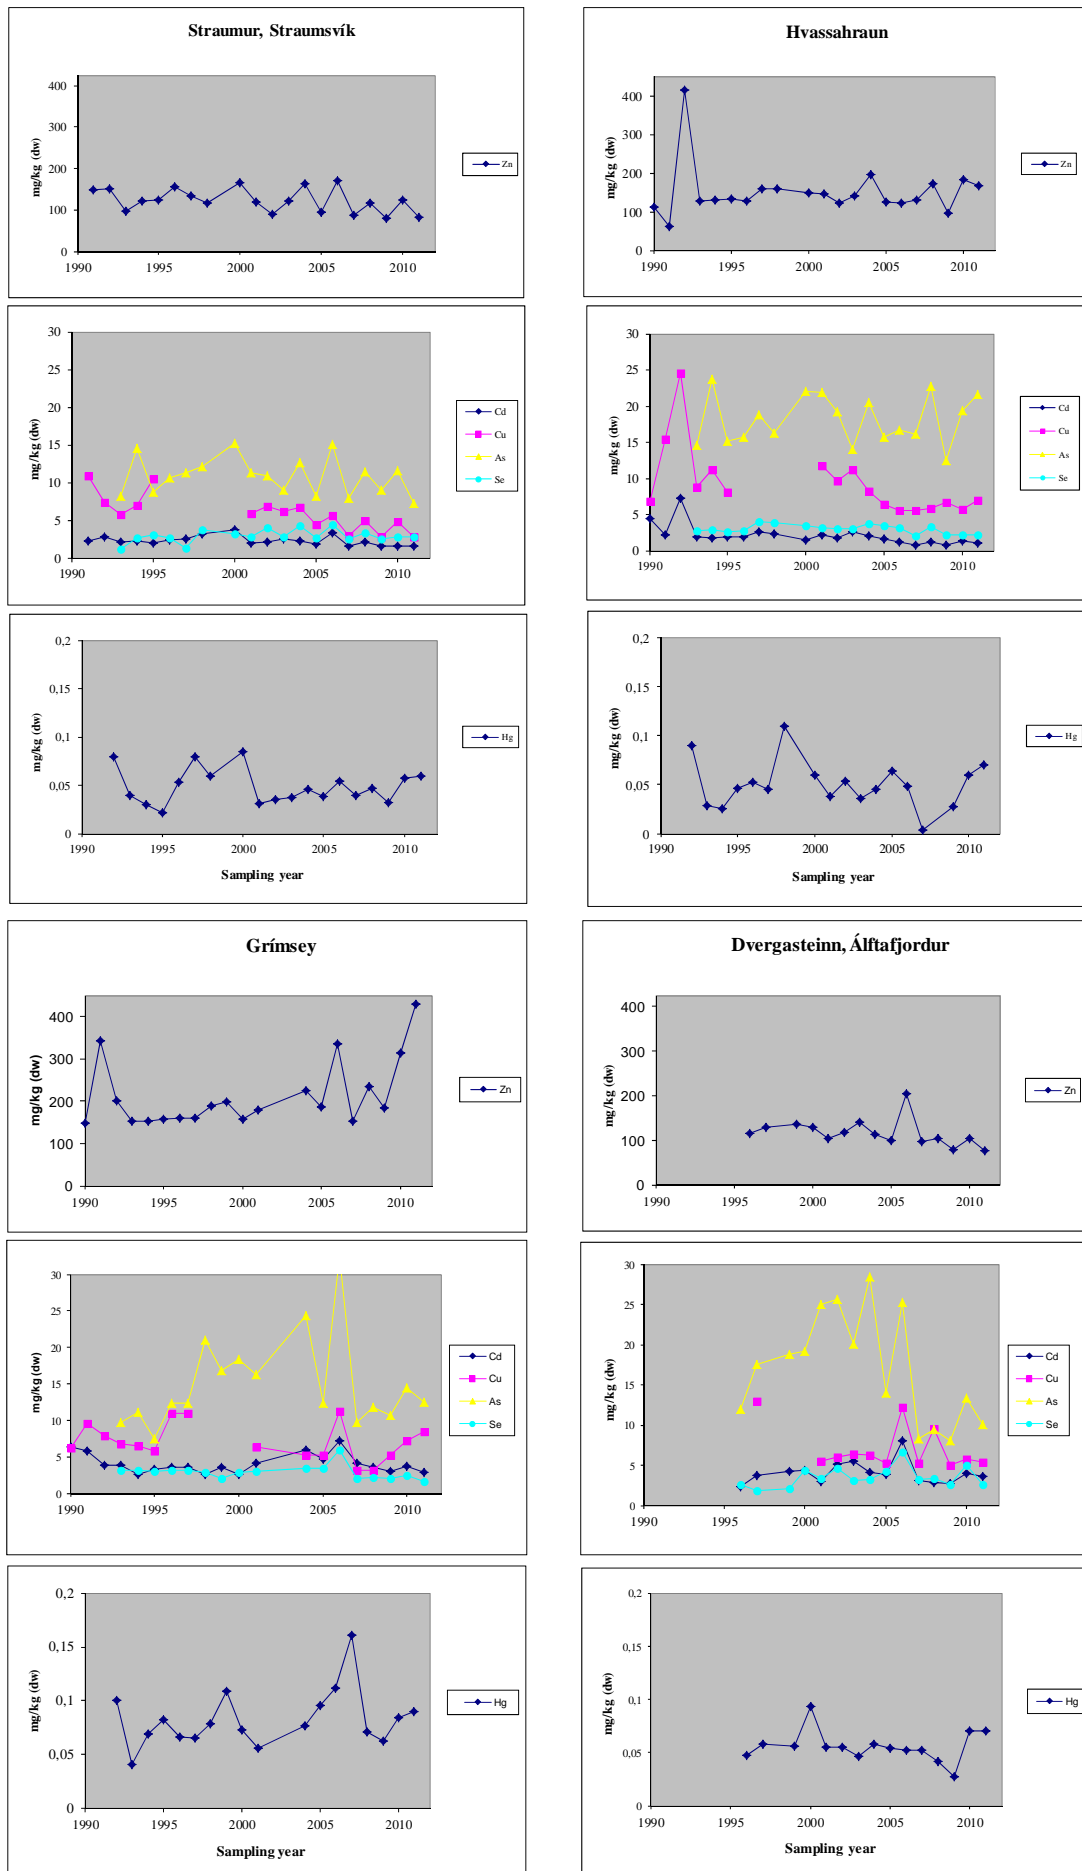 Straumur, Straumsvík
mg/kg (dw)
400
300
200
100
0
1990 1995 2000 2005 2010
Zn
mg/kg (dw)
30
25
20
15
10
5
0
1990 1995 2000 2005 2010
Cd
Cu
As
Se
mg/kg (dw)
0,2
0,15
0,1
0,05
0
1990 1995 2000 2005 2010
Sampling year
Hg
Hvassahraun
mg/kg (dw)
400
300
200
100
0
1990 1995 2000 2005 2010
Zn
mg/kg (dw)
30
25
20
15
10
5
0
1990 1995 2000 2005 2010
Cd
Cu
As
Se
mg/kg (dw)
0,2
0,15
0,1
0,05
0
1990 1995 2000 2005 2010
Sampling year
Hg
Grímsey
mg/kg (dw)
400
300
200
100
0
1990 1995 2000 2005 2010
Zn
mg/kg (dw)
30
25
20
15
10
5
0
1990 1995 2000 2005 2010
Cd
Cu
As
Se
mg/kg (dw)
0,2
0,15
0,1
0,05
0
1990 1995 2000 2005 2010
Sampling year
Hg
Dvergasteinn, Álftafjordur
mg/kg (dw)
400
300
200
100
0
1990 1995 2000 2005 2010
Zn
mg/kg (dw)
30
25
20
15
10
5
0
1990 1995 2000 2005 2010
Cd
Cu
As
Se
mg/kg (dw)
0,2
0,15
0,1
0,05
0
1990 1995 2000 2005 2010
Sampling year
Hg